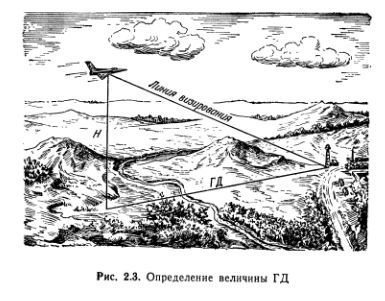 Линия визирования
Н
ГД
Рис. 2.3. Определение величины ГД